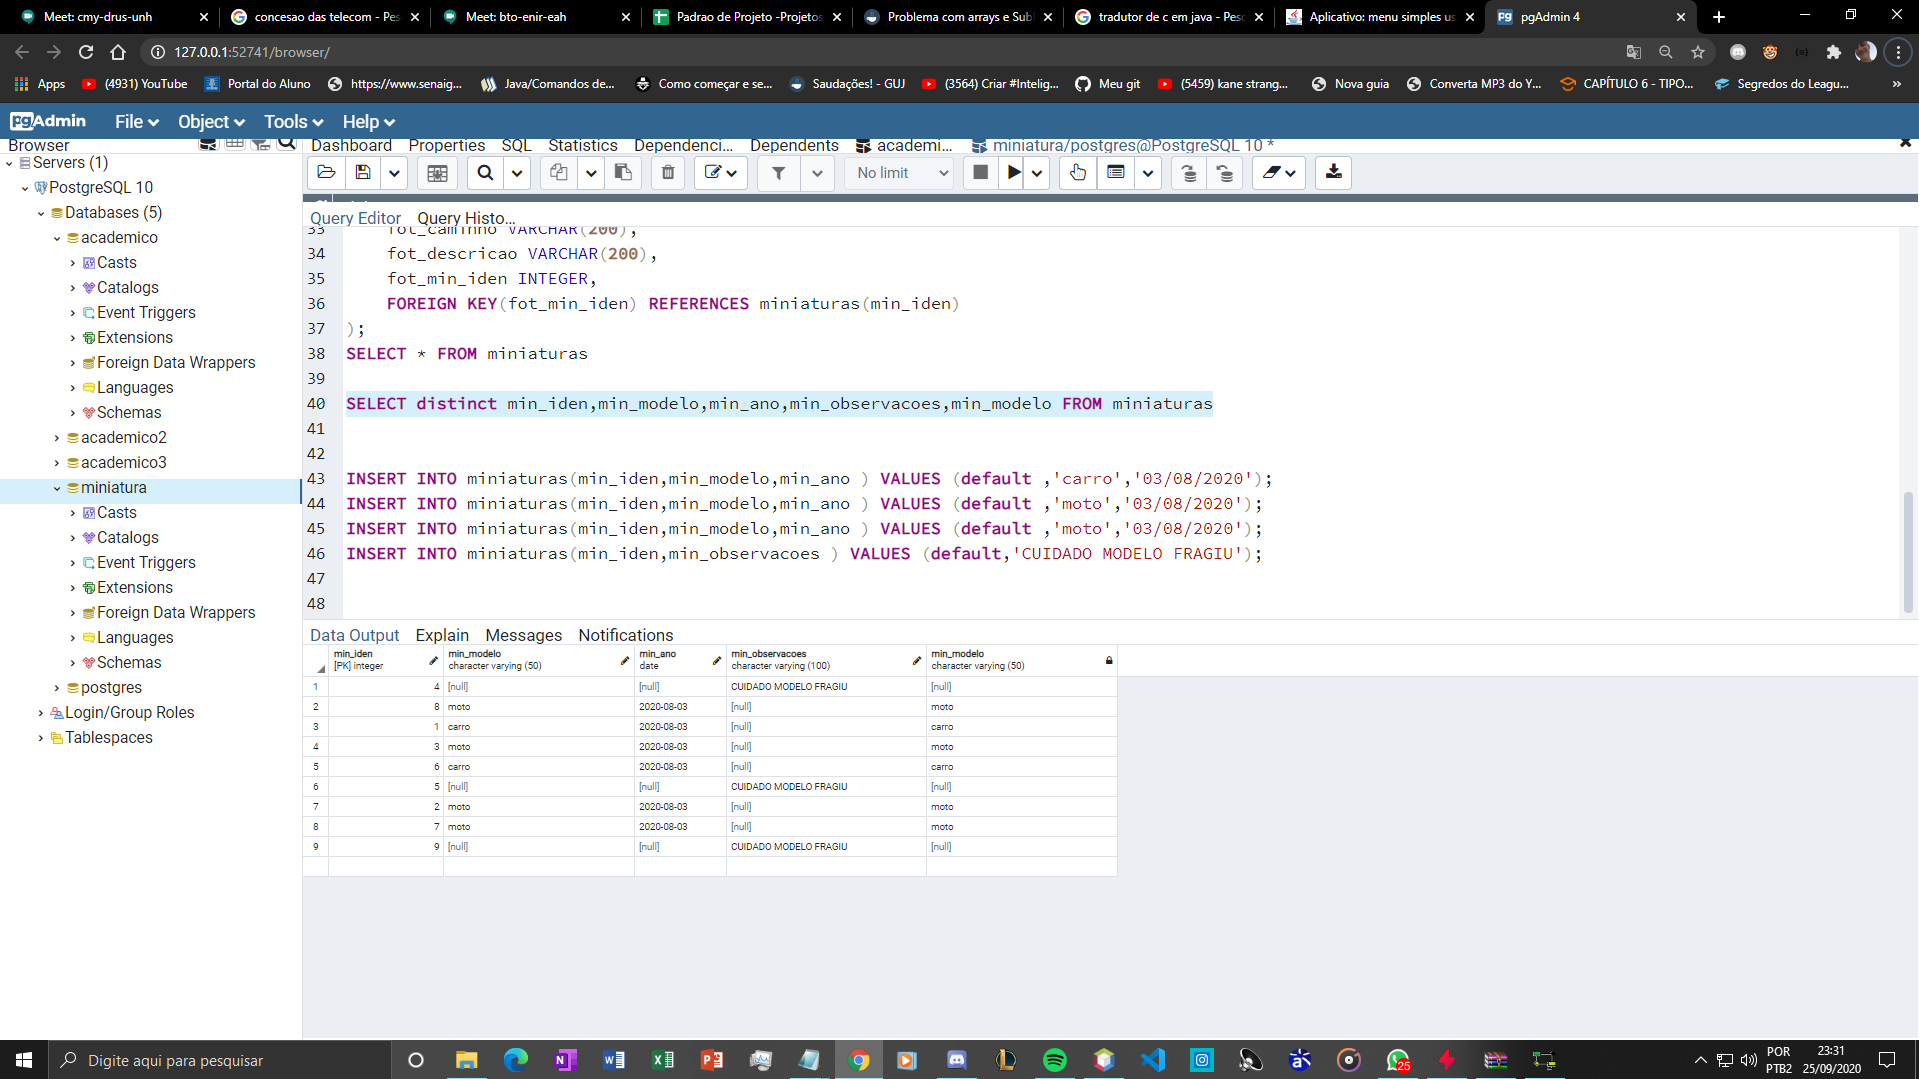 Meet: cmy-drus-unh
concesao das telecom - Pes
Meet: bto-enir-eah
Padrao de Projeto -Projetos
Problema com arrays e Sub
tradutor de c em java - Pesc
Aplicativo: menu simples us
pgAdmin 4
127.0.0.1:52741/browser/
Apps
(4931) YouTube
Portal do Aluno
https://www.senaig...
Java/Comandos de...
Como começar e se...
Saudações! - GUJ
(3564) Criar #Intelig...
Meu git
(5459) kane strang...
Nova guia
Converta MP3 do Y...
CAPÍTULO 6 - TIPO...
Segredos do Leagu...
»
pgAdmin
File
Object
Tools
Help
Browser
Dashboard
Properties
SQL
Statistics
Dependenci...
Dependents
academi...
miniatura/postgres@PostgreSQL 10 *
Servers (1)
PostgreSQL 10
Databases (5)
academico
Casts
Catalogs
Event Triggers
Extensions
Foreign Data Wrappers
Languages
Schemas
academico2
academico3
miniatura
Casts
Catalogs
Event Triggers
Extensions
Foreign Data Wrappers
Languages
Schemas
postgres
Login/Group Roles
Tablespaces
No limit
Query Editor
Query Histo...
33 fot_caminho VARCHAR(200),
34 fot_descricao VARCHAR(200),
35 fot_min_iden INTEGER,
36 FOREIGN KEY(fot_min_iden) REFERENCES miniaturas(min_iden)
37 );
38 SELECT * FROM miniaturas
39
40 SELECT distinct min_iden,min_modelo,min_ano,min_observacoes,min_modelo FROM miniaturas
41
42
43 INSERT INTO miniaturas(min_iden,min_modelo,min_ano ) VALUES (default ,'carro','03/08/2020');
44 INSERT INTO miniaturas(min_iden,min_modelo,min_ano ) VALUES (default ,'moto','03/08/2020');
45 INSERT INTO miniaturas(min_iden,min_modelo,min_ano ) VALUES (default ,'moto','03/08/2020');
46 INSERT INTO miniaturas(min_iden,min_observacoes ) VALUES (default,'CUIDADO MODELO FRAGIU');
47
48
Data Output
Explain
Messages
Notifications
min_iden min_modelo min_ano min_observacoes min_modelo
[PK] integer character varying (50) date character varying (100) character varying (50)
1 4 [null] [null] CUIDADO MODELO FRAGIU [null]
2 8 moto 2020-08-03 [null] moto
3 1 carro 2020-08-03 [null] carro
4 3 moto 2020-08-03 [null] moto
5 6 carro 2020-08-03 [null] carro
6 5 [null] [null] CUIDADO MODELO FRAGIU [null]
7 2 moto 2020-08-03 [null] moto
8 7 moto 2020-08-03 [null] moto
9 9 [null] [null] CUIDADO MODELO FRAGIU [null]
Digite aqui para pesquisar
25
POR
PTB2
23:31
25/09/2020